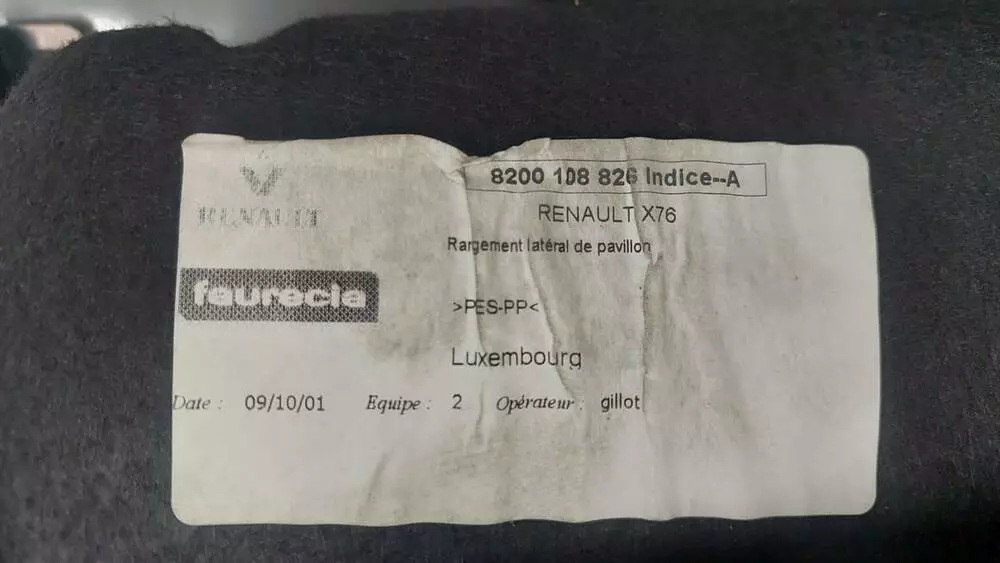 8200 108 826 Indice--A
RENAULT
RENAULT X76
Rargement latéral de pavillon
faurecia
>PES-PP<
Luxembourg
Date : 09/10/01 Equipe : 2 Opérateur : gillot